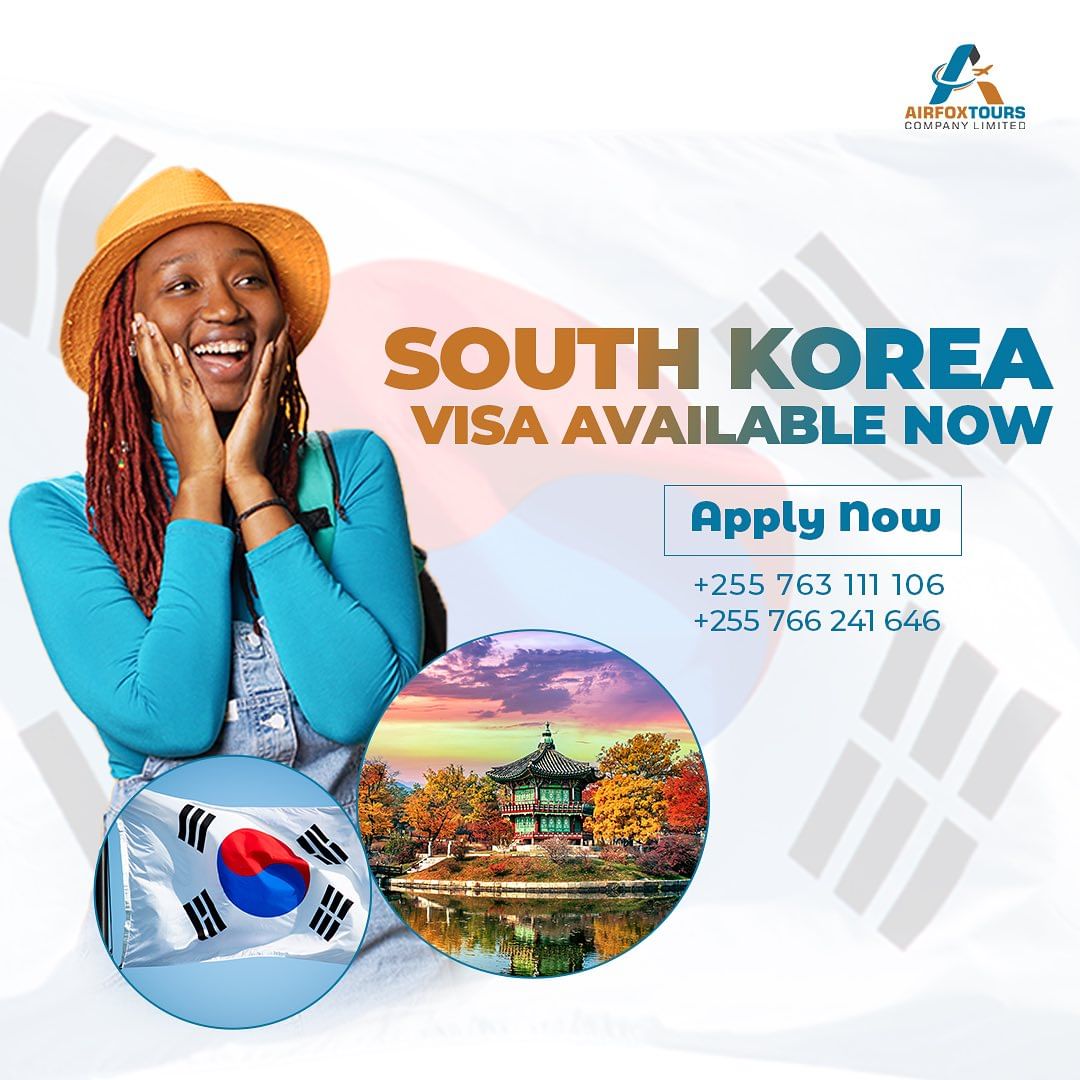 AIRFOXTOURS
COMPANY LIMITED
SOUTH KOREA
VISA AVAILABLE NOW
Apply Now
+255 763 111 106
+255 766 241 646